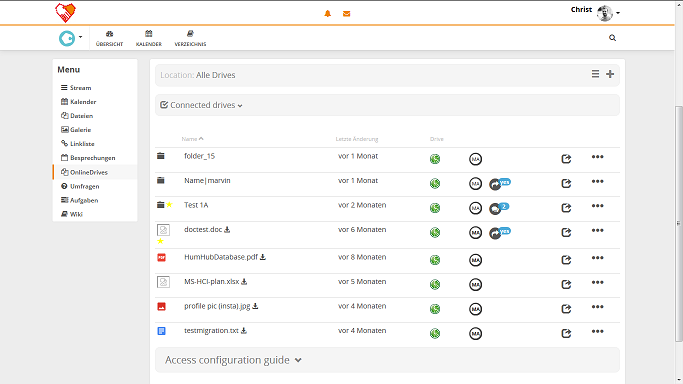 Christ
ÜBERSICHT KALENDER VERZEICHNIS
Menu
Stream
Kalender
Dateien
Galerie
Linkliste
Besprechungen
OnlineDrives
Umfragen
Aufgaben
Wiki
Location: Alle Drives
Connected drives
Name Letzte Änderung Drive
folder_15 vor 1 Monat MA
Name|marvin vor 1 Monat MA
Test 1A vor 2 Monaten MA 2
doctest.doc vor 6 Monaten MA
HumHubDatabase.pdf vor 8 Monaten MA
MS-HCI-plan.xlsx vor 5 Monaten MA
profile pic (insta).jpg vor 4 Monaten MA
testmigration.txt vor 4 Monaten MA
Access configuration guide